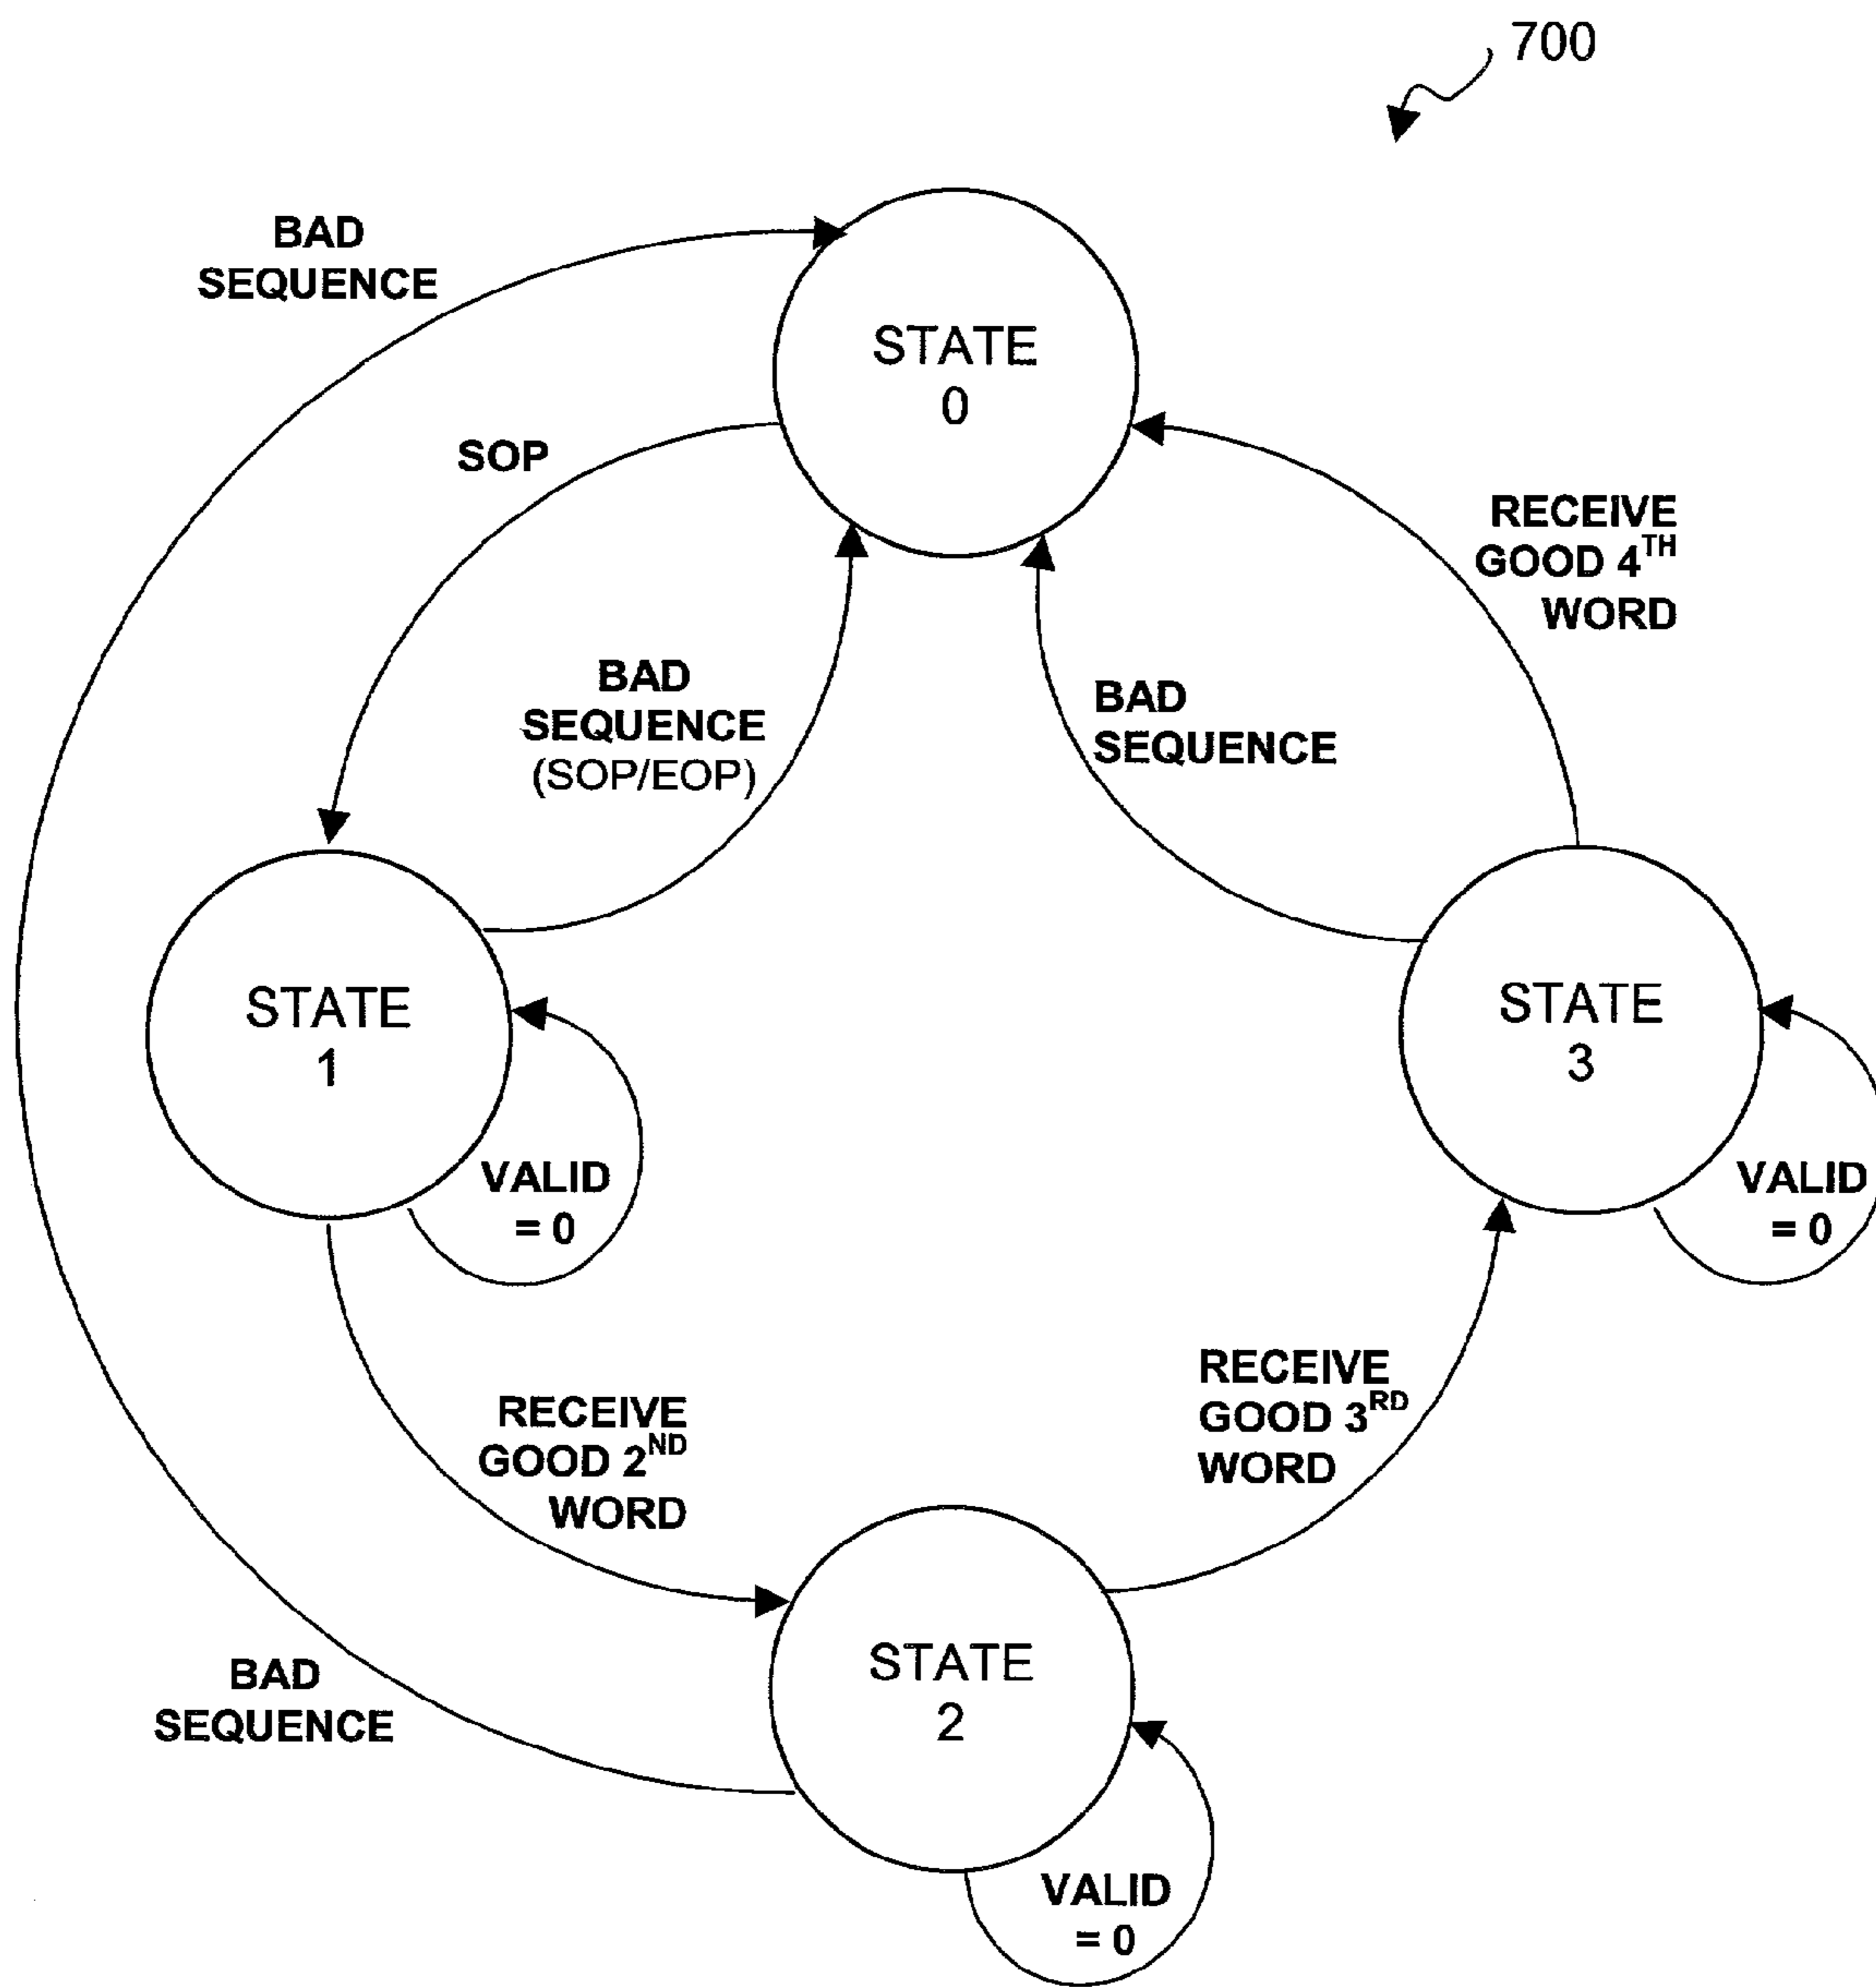 700
BAD
SEQUENCE
STATE
0
SOP
RECEIVE
GOOD 4TH
WORD
BAD
SEQUENCE
(SOP/EOP)
BAD
SEQUENCE
STATE
1
STATE
3
VALID
= 0
VALID
= 0
RECEIVE
GOOD 2ND
WORD
RECEIVE
GOOD 3RD
WORD
BAD
SEQUENCE
STATE
2
VALID
= 0